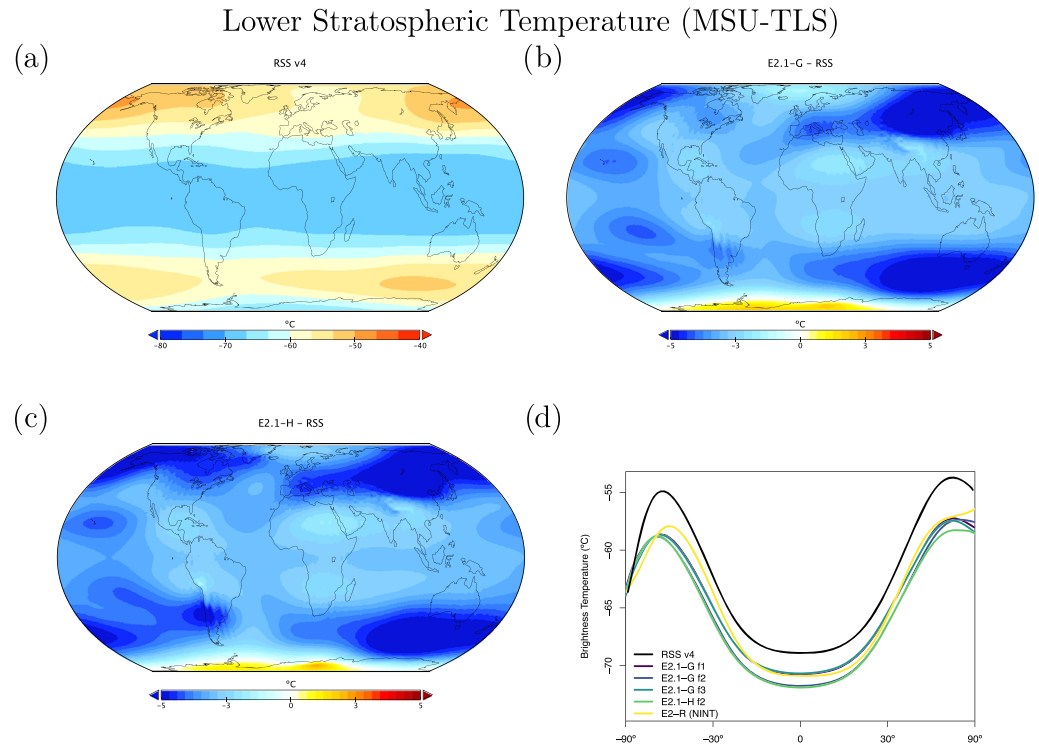 Lower Stratospheric Temperature (MSU-TLS)
(a)
RSS v4
°C
-80 -70 -60 -50 -40
(b)
E2.1-G - RSS
°C
-5 -3 0 3 5
(c)
E2.1-H - RSS
°C
-5 -3 0 3 5
(d)
Brightness Temperature (°C)
-55
-60
-65
-70
RSS v4
E2.1-G f1
E2.1-G f2
E2.1-G f3
E2.1-H f2
E2-R (NINT)
-90° -30° 0 30° 90°